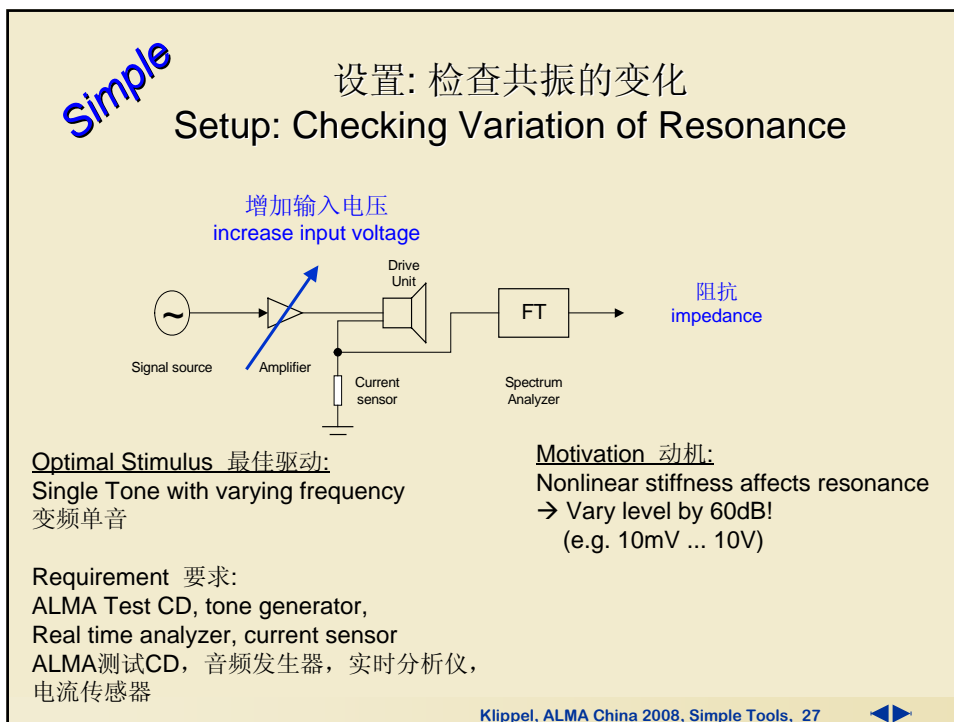 Simple
设置: 检查共振的变化
Setup: Checking Variation of Resonance
增加输入电压
increase input voltage
Drive
Unit
~
FT
阻抗
impedance
Signal source
Amplifier
Current
sensor
Spectrum
Analyzer
Optimal Stimulus 最佳驱动:
Single Tone with varying frequency
变频单音
Requirement 要求:
ALMA Test CD, tone generator,
Real time analyzer, current sensor
ALMA测试CD，音频发生器，实时分析仪，
电流传感器
Motivation 动机:
Nonlinear stiffness affects resonance
→ Vary level by 60dB!
(e.g. 10mV ... 10V)
Klippel, ALMA China 2008, Simple Tools, 27